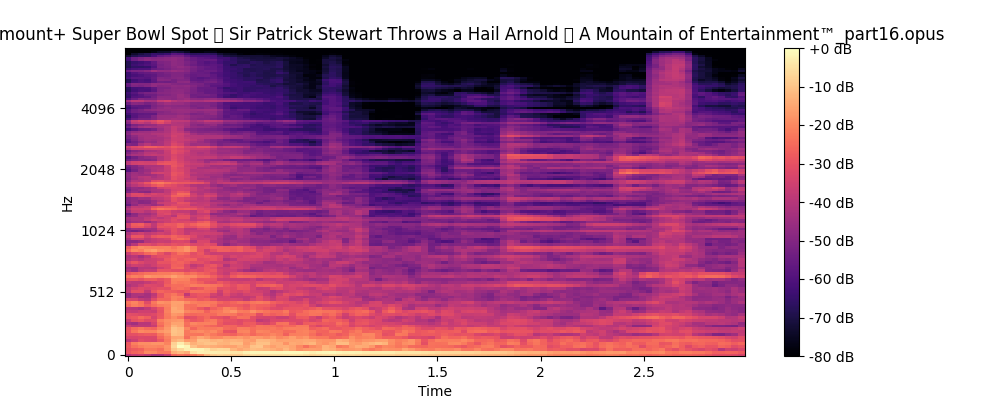 mount+ Super Bowl Spot ▯ Sir Patrick Stewart Throws a Hail Arnold ▯ A Mountain of Entertainment™_part16.opus
+0 dB
4096
2048
1024
512
0
Hz
0
0.5
1
1.5
2
2.5
Time
-10 dB
-20 dB
-30 dB
-40 dB
-50 dB
-60 dB
-70 dB
-80 dB